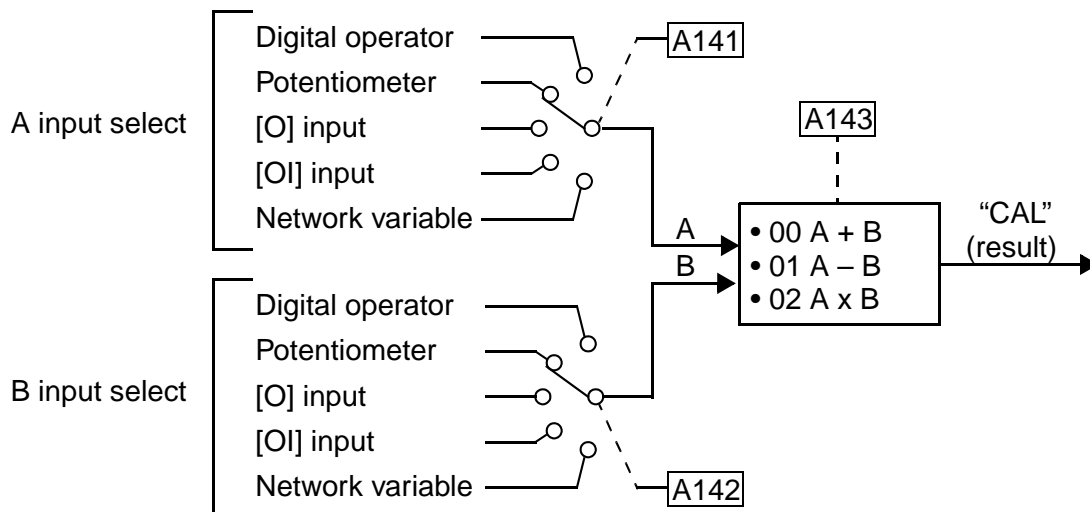 Digital operator
A141
Potentiometer
A input select
[O] input
A143
[OI] input
Network variable
A
• 00 A + B
“CAL”
(result)
• 01 A – B
B
• 02 A x B
Digital operator
Potentiometer
B input select
[O] input
[OI] input
Network variable
A142